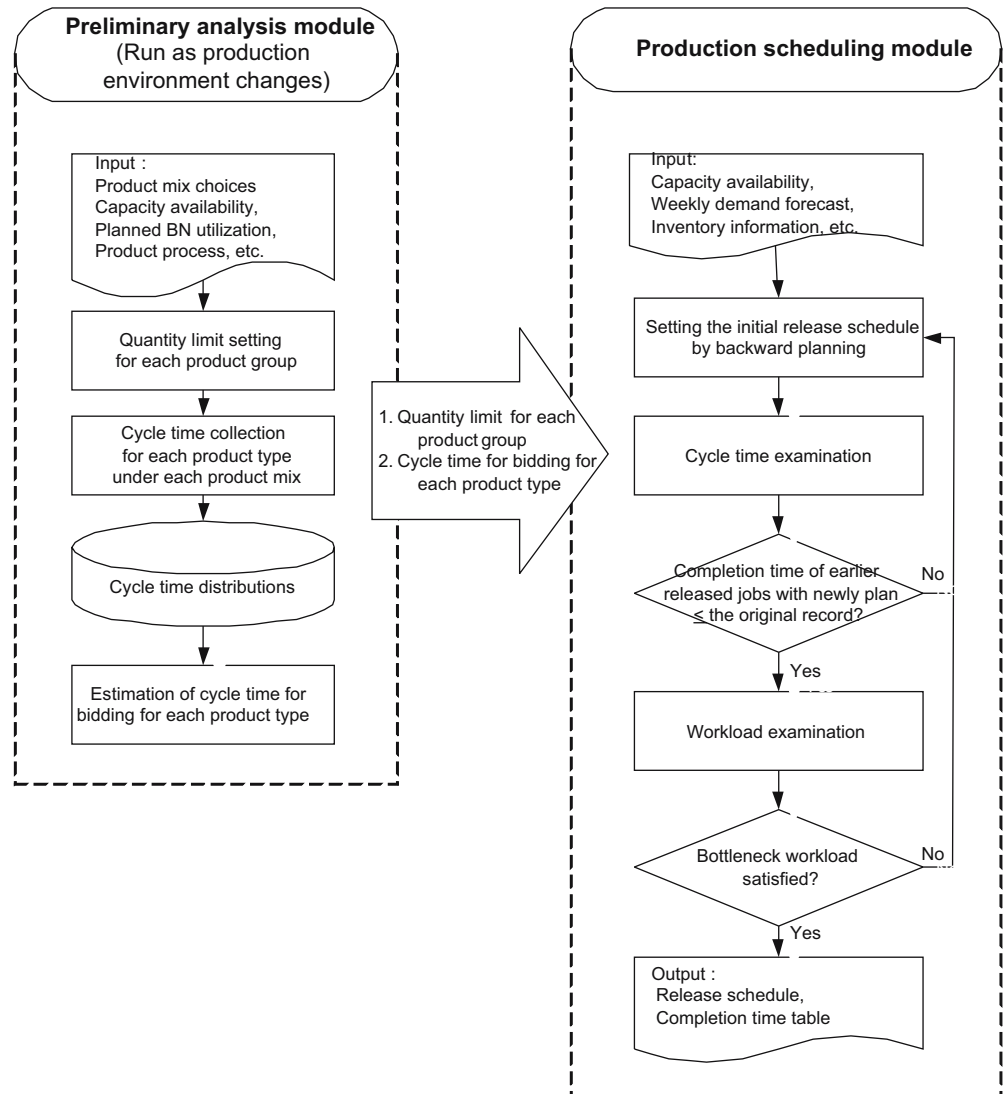 Preliminary analysis module
(Run as production
environment changes)
Input :
Product mix choices
Capacity availability,
Planned BN utilization,
Product process, etc.
Quantity limit setting
for each product group
Cycle time collection
for each product type
under each product mix
Cycle time distributions
Estimation of cycle time for
bidding for each product type
1. Quantity limit for each
product group
2. Cycle time for bidding for
each product type
Production scheduling module
Input:
Capacity availability,
Weekly demand forecast,
Inventory information, etc.
Setting the initial release schedule
by backward planning
Cycle time examination
Completion time of earlier
released jobs with newly plan
≤ the original record?
No
Yes
Workload examination
Bottleneck workload
satisfied?
No
Yes
Output :
Release schedule,
Completion time table